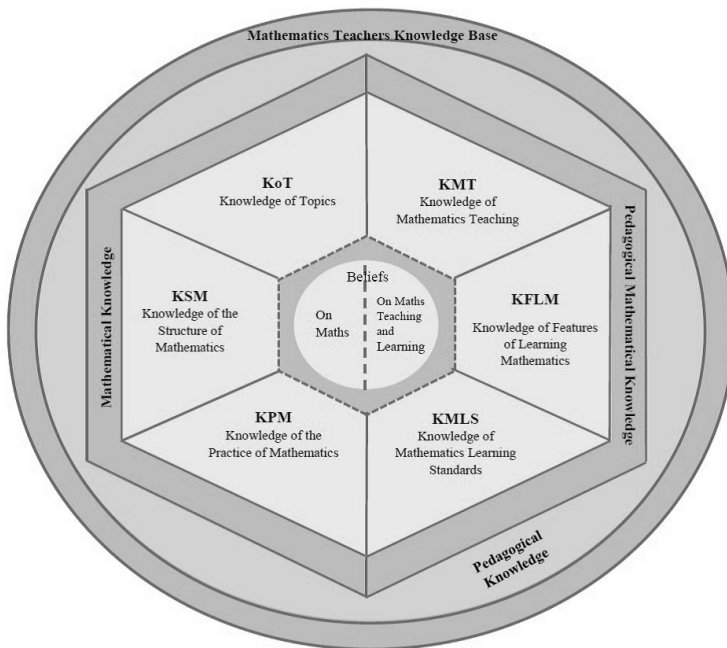 Mathematics Teachers Knowledge Base
KoT
Knowledge of Topics
KMT
Knowledge of
Mathematics Teaching
Mathematical Knowledge
KSM
Knowledge of the
Structure of
Mathematics
Beliefs
On
Maths
On Maths
Teaching
and
Learning
KFLM
Knowledge of Features
of Learning
Mathematics
Pedagogical Mathematical Knowledge
KPM
Knowledge of the
Practice of Mathematics
KMLS
Knowledge of
Mathematics Learning
Standards
Pedagogical
Knowledge